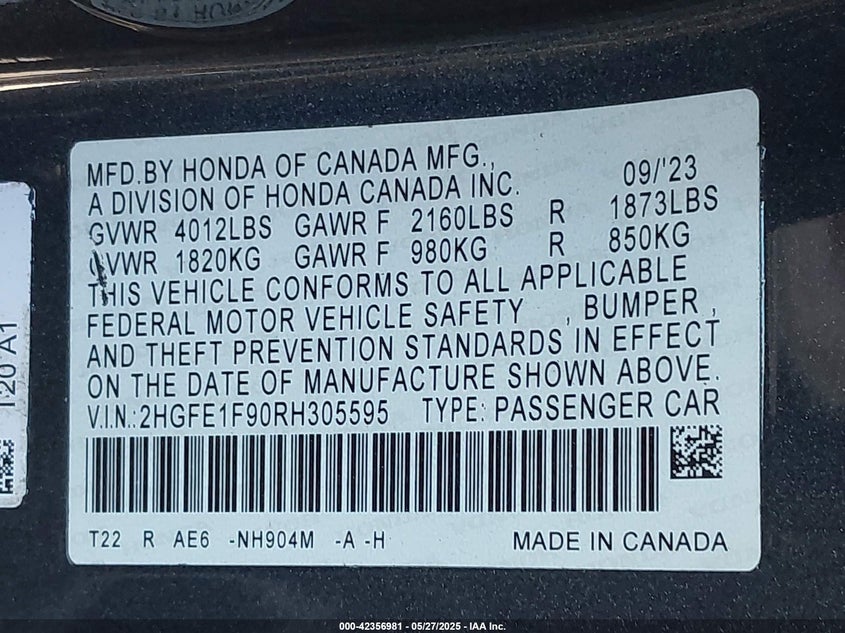 MFD.BY HONDA OF CANADA MFG.,
A DIVISION OF HONDA CANADA INC. 09/'23
GVWR 4012LBS GAWR F 2160LBS R 1873LBS
GVWR 1820KG GAWR F 980KG R 850KG
THIS VEHICLE CONFORMS TO ALL APPLICABLE
FEDERAL MOTOR VEHICLE SAFETY , BUMPER ,
AND THEFT PREVENTION STANDARDS IN EFFECT
ON THE DATE OF MANUFACTURE SHOWN ABOVE.
V.I.N.: 2HGFE1F90RH305595 TYPE: PASSENGER CAR
T22 R AE6 -NH904M -A -H MADE IN CANADA
T20 A1
000-42356981 - 05/27/2025 - IAA Inc.